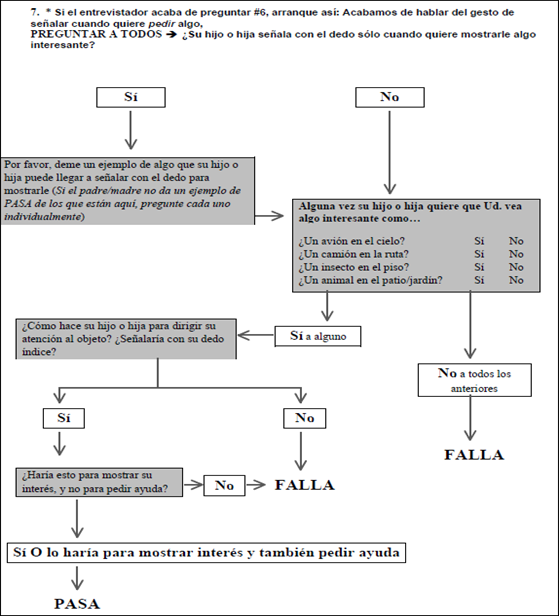 7. * Si el entrevistador acaba de preguntar #6, arranque así: Acabamos de hablar del gesto de
señalar cuando quiere pedir algo,
PREGUNTAR A TODOS ➔ ¿Su hijo o hija señala con el dedo sólo cuando quiere mostrarle algo
interesante?
Sí
No
Por favor, deme un ejemplo de algo que su hijo o
hija puede llegar a señalar con el dedo para
mostrarle (Si el padre/madre no da un ejemplo de
PASA de los que están aquí, pregunte cada uno
individualmente)
Alguna vez su hijo o hija quiere que Ud. vea
algo interesante como…
¿Un avión en el cielo? Sí No
¿Un camión en la ruta? Sí No
¿Un insecto en el piso? Sí No
¿Un animal en el patio/jardín? Sí No
¿Cómo hace su hijo o hija para dirigir su
atención al objeto? ¿Señalaría con su dedo
índice?
Sí a alguno
No a todos los
anteriores
Sí
No
FALLA
¿Haría esto para mostrar su
interés, y no para pedir ayuda?
No
FALLA
Sí O lo haría para mostrar interés y también pedir ayuda
PASA